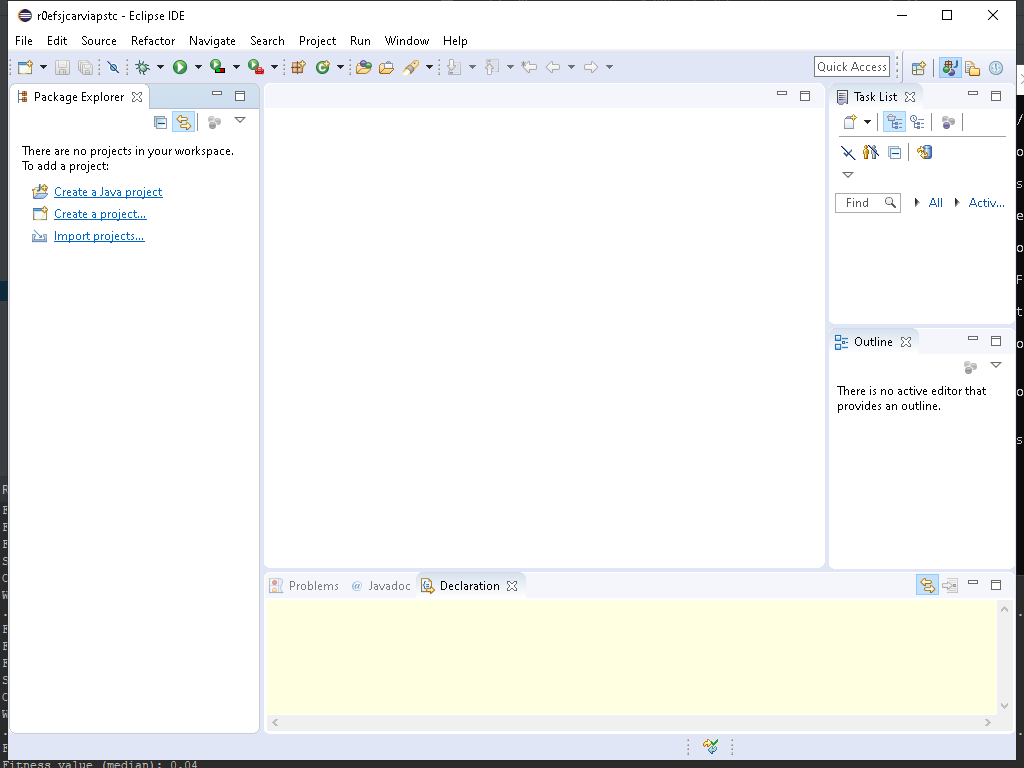 r0efsjcarviapstc - Eclipse IDE
File Edit Source Refactor Navigate Search Project Run Window Help
Quick Access
Package Explorer
There are no projects in your workspace.
To add a project:
Create a Java project
Create a project...
Import projects...
Task List
Find All Activ...
Outline
There is no active editor that
provides an outline.
Problems @ Javadoc Declaration
Fitness value (median): 0.04